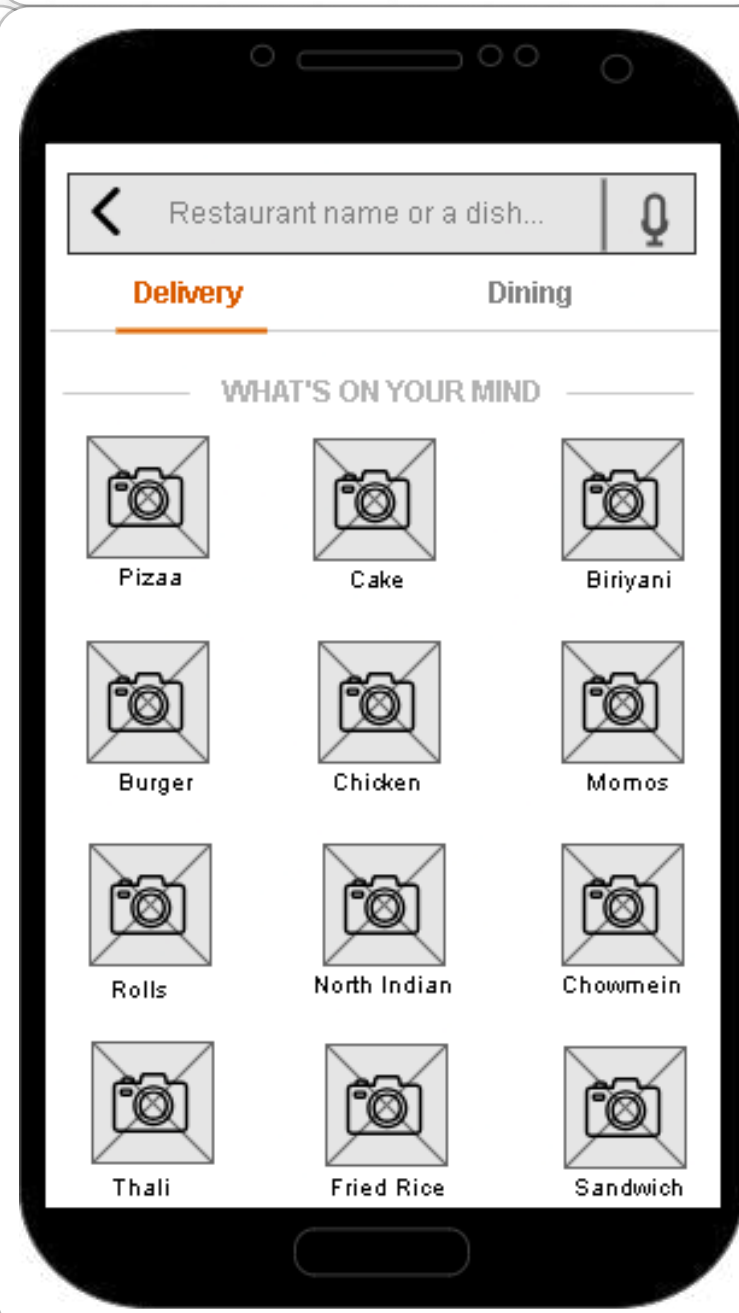 Restaurant name or a dish...
Delivery Dining
WHAT'S ON YOUR MIND
Pizaa Cake Biriyani
Burger Chicken Momos
Rolls North Indian Chowmein
Thali Fried Rice Sandwich